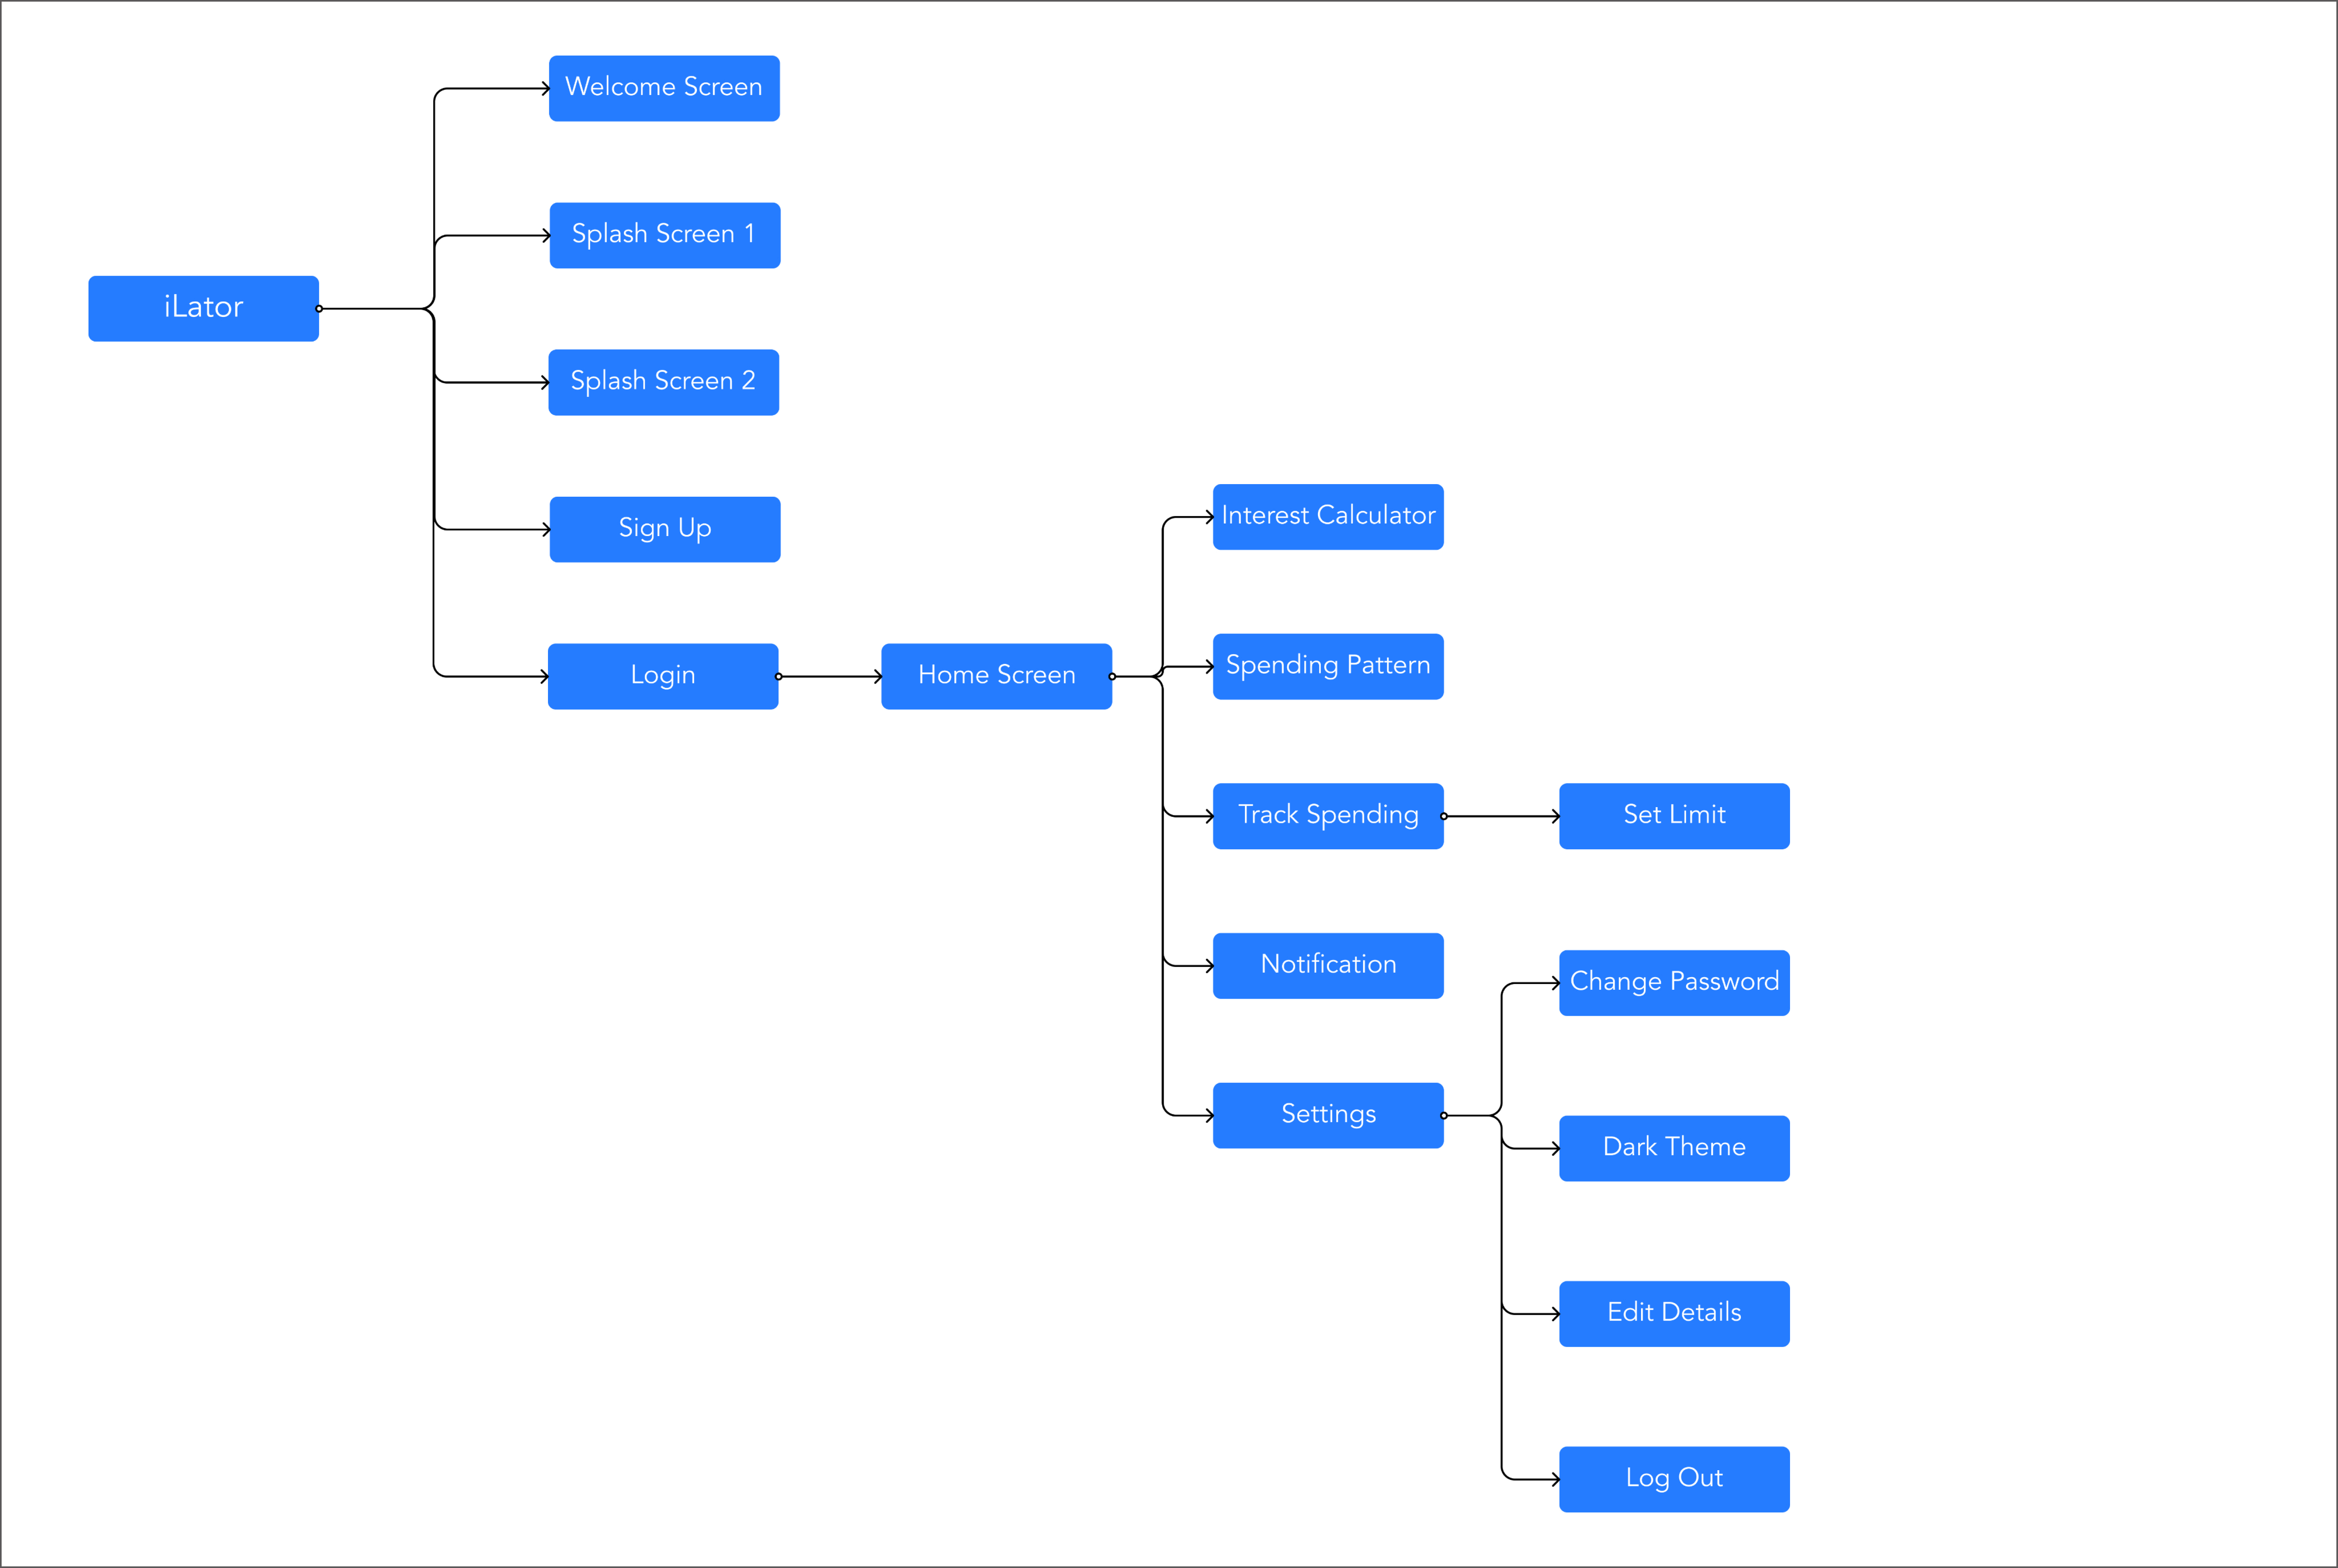 iLator
Welcome Screen
Splash Screen 1
Splash Screen 2
Sign Up
Login
Home Screen
Interest Calculator
Spending Pattern
Track Spending
Set Limit
Notification
Settings
Change Password
Dark Theme
Edit Details
Log Out